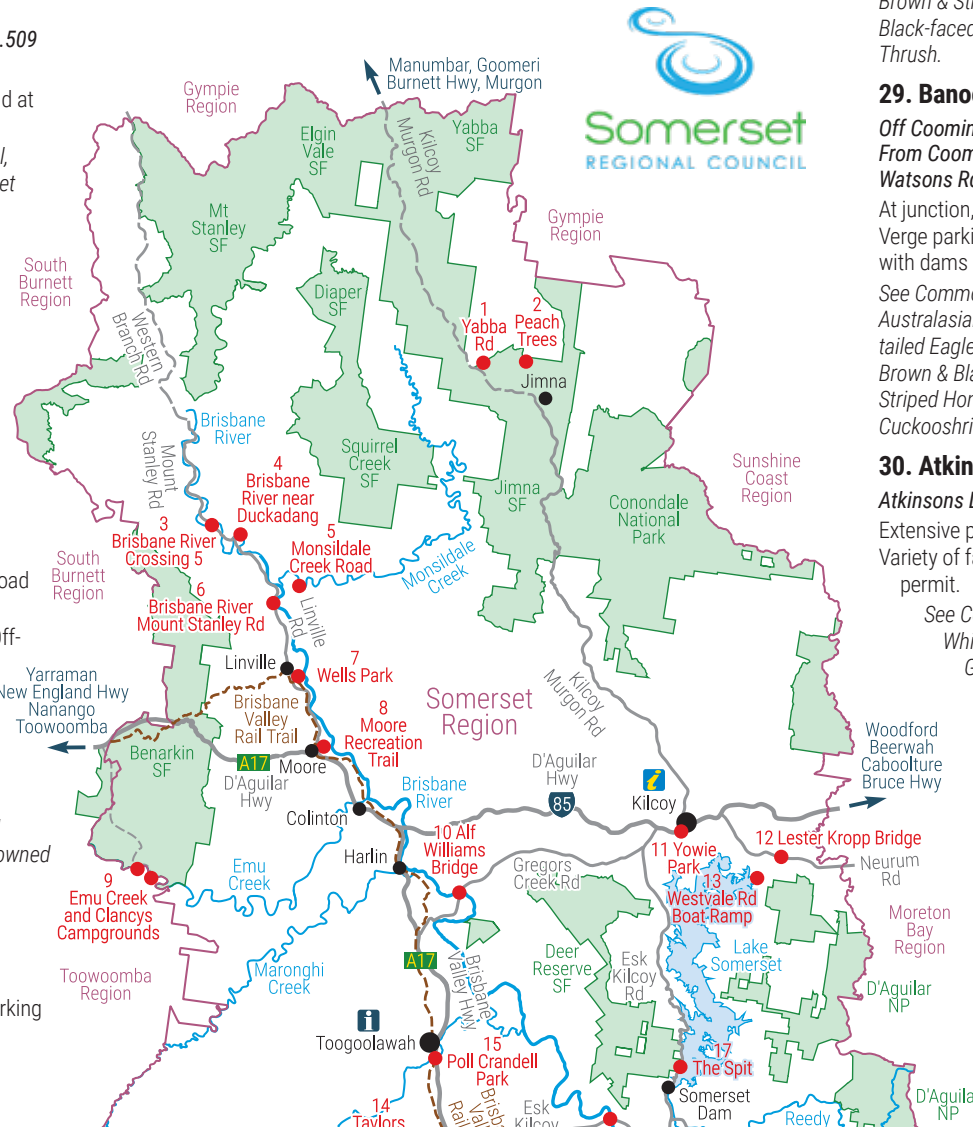 .509
d at
l,
et
oad
ff-
owned
rking
Manumbar, Goomeri
Burnett Hwy, Murgon
Gympie
Region
Elgin
Vale
SF
Yabba
SF
Kilcoy
Murgon Rd
Somerset
REGIONAL COUNCIL
Gympie
Region
Mt
Stanley
SF
South
Burnett
Region
Diaper
SF
Western
Branch Rd
1
Yabba
Rd
2
Peach
Trees
Jimna
Brisbane
River
Mount
Stanley Rd
Squirrel
Creek
SF
4
Brisbane
River near
Duckadang
Jimna
SF
Conondale
National
Park
Sunshine
Coast
Region
3
Brisbane River
Crossing 5
5
Monsildale
Creek Road
Monsildale
Creek
South
Burnett
Region
6
Brisbane River
Mount Stanley Rd
Linville
Rd
Linville
7
Wells Park
Yarraman
New England Hwy
Nanango
Toowoomba
Brisbane
Valley
Rail Trail
8
Moore
Recreation
Trail
Somerset
Region
Kilcoy
Murgon Rd
Benarkin
SF
A17
Moore
D'Aguilar
Hwy
D'Aguilar
Hwy
85
Woodford
Beerwah
Caboolture
Bruce Hwy
i
Kilcoy
Brisbane
River
Colinton
10 Alf
Williams
Bridge
11 Yowie
Park
12 Lester Kropp Bridge
Neurum
Rd
Harlin
Gregors
Creek Rd
13
Westvale Rd
Boat Ramp
Emu
Creek
9
Emu Creek
and Clancys
Campgrounds
Moreton
Bay
Region
Lake
Somerset
Deer
Reserve
SF
Esk
Kilcoy
Rd
A17
Brisbane
Valley Hwy
Toowoomba
Region
Maronghi
Creek
D'Aguilar
NP
i
Toogoolawah
15
Poll Crandell
Park
17
The Spit
Somerset
Dam
14
Taylors
Brisb
Val
Rail
Esk
Kilcoy
Reedy
D'Aguila
NP
Brown & Str
Black-faced
Thrush.
29. Banoo
Off Coomin
From Coom
Watsons Ro
At junction,
Verge parki
with dams
See Commo
Australasia
tailed Eagle
Brown & Bla
Striped Hon
Cuckooshri
30. Atkin
Atkinsons D
Extensive p
Variety of fa
permit.
See C
Whi
G